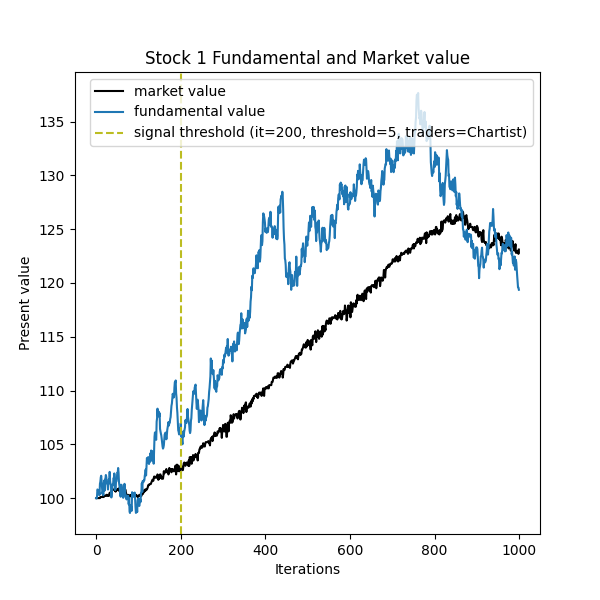 Stock 1 Fundamental and Market value
market value
fundamental value
signal threshold (it=200, threshold=5, traders=Chartist)
Present value
135
130
125
120
115
110
105
100
0 200 400 600 800 1000
Iterations